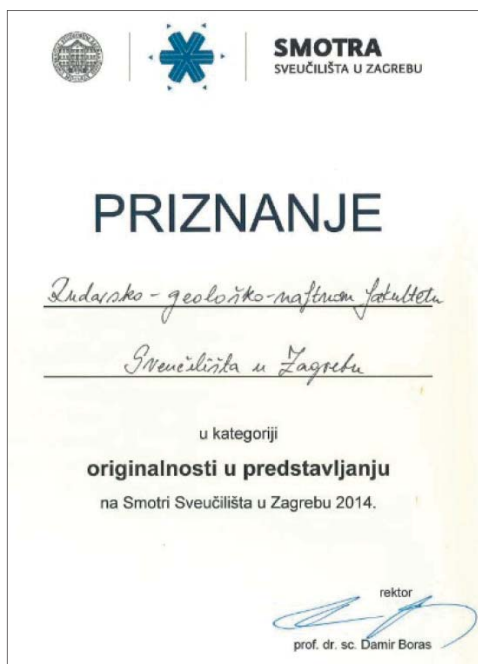 SMOTRA
SVEUČILIŠTA U ZAGREBU
PRIZNANJE
Rudarsko-geološko-naftnom fakultetu
Sveučilišta u Zagrebu
u kategoriji
originalnosti u predstavljanju
na Smotri Sveučilišta u Zagrebu 2014.
rektor
prof. dr. sc. Damir Boras